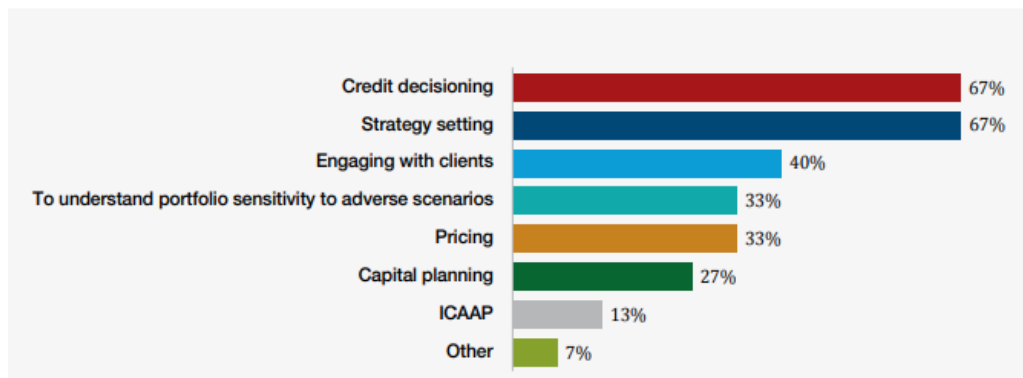 Credit decisioning 67%
Strategy setting 67%
Engaging with clients 40%
To understand portfolio sensitivity to adverse scenarios 33%
Pricing 33%
Capital planning 27%
ICAAP 13%
Other 7%